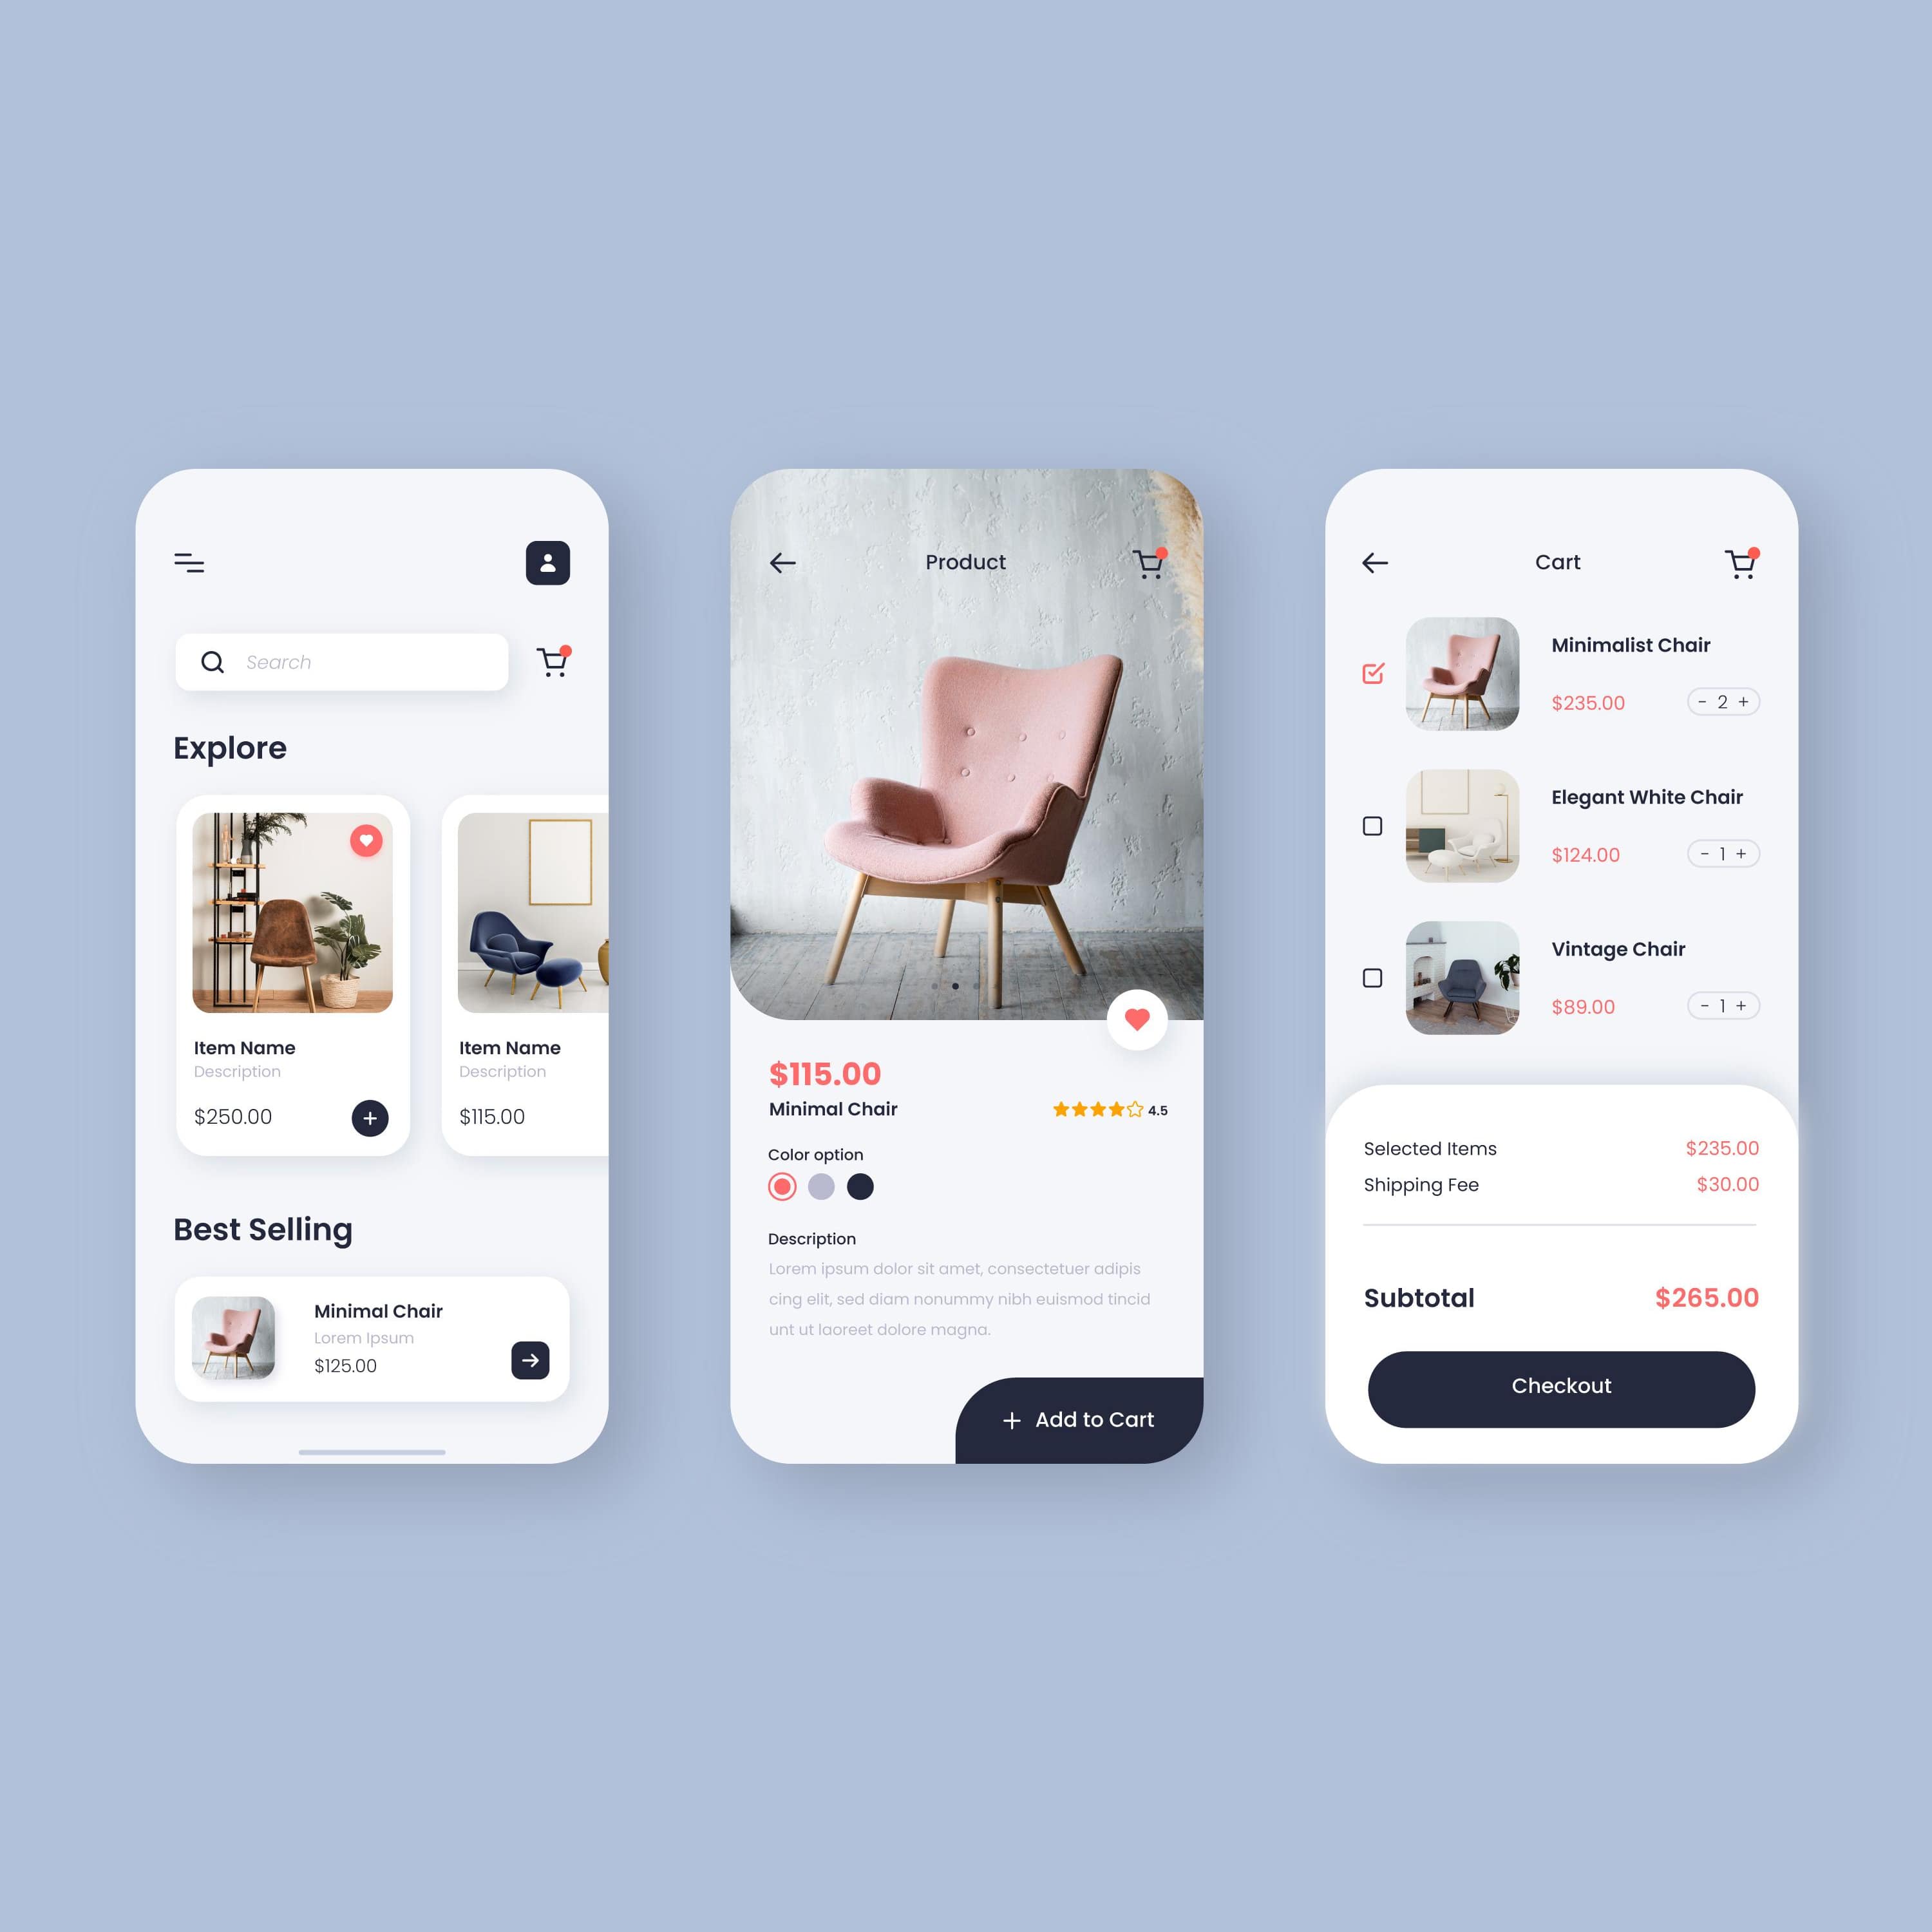 Search
Explore
Item Name
Description
$250.00
Item Name
Description
$115.00
Best Selling
Minimal Chair
Lorem Ipsum
$125.00
Product
$115.00
Minimal Chair
4.5
Color option
Description
Lorem ipsum dolor sit amet, consectetuer adipis
cing elit, sed diam nonummy nibh euismod tincid
unt ut laoreet dolore magna.
+ Add to Cart
Cart
Minimalist Chair
$235.00 - 2 +
Elegant White Chair
$124.00 - 1 +
Vintage Chair
$89.00 - 1 +
Selected Items $235.00
Shipping Fee $30.00
Subtotal $265.00
Checkout